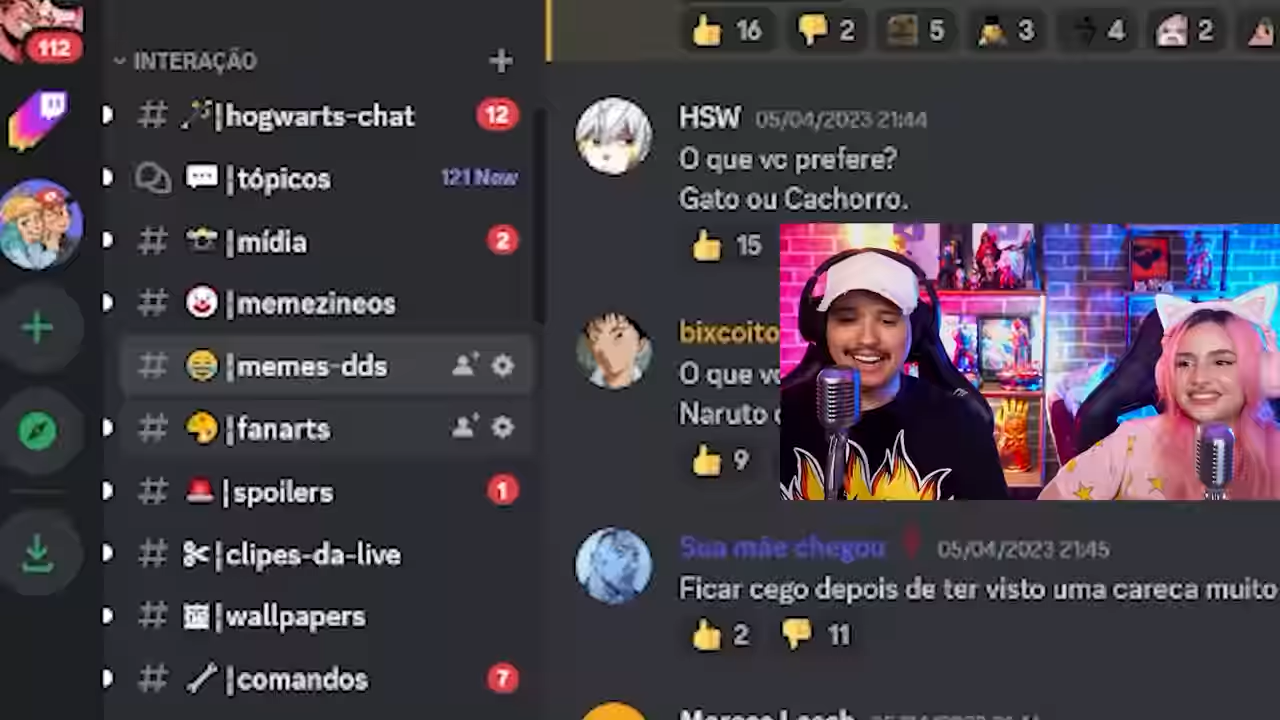 112
INTERAÇÃO
# |hogwarts-chat 12
|tópicos 121 New
# |mídia 2
# |memezineos
# |memes-dds
# |fanarts
# |spoilers 1
# |clipes-da-live
# |wallpapers
# |comandos 7
16 2 5 3 4 2
HSW 05/04/2023 21:44
O que vc prefere?
Gato ou Cachorro.
15
bixcoito
O que
Naruto
9
Sua mãe chegou 05/04/2023 21:45
Ficar cego depois de ter visto uma careca muito
2 11